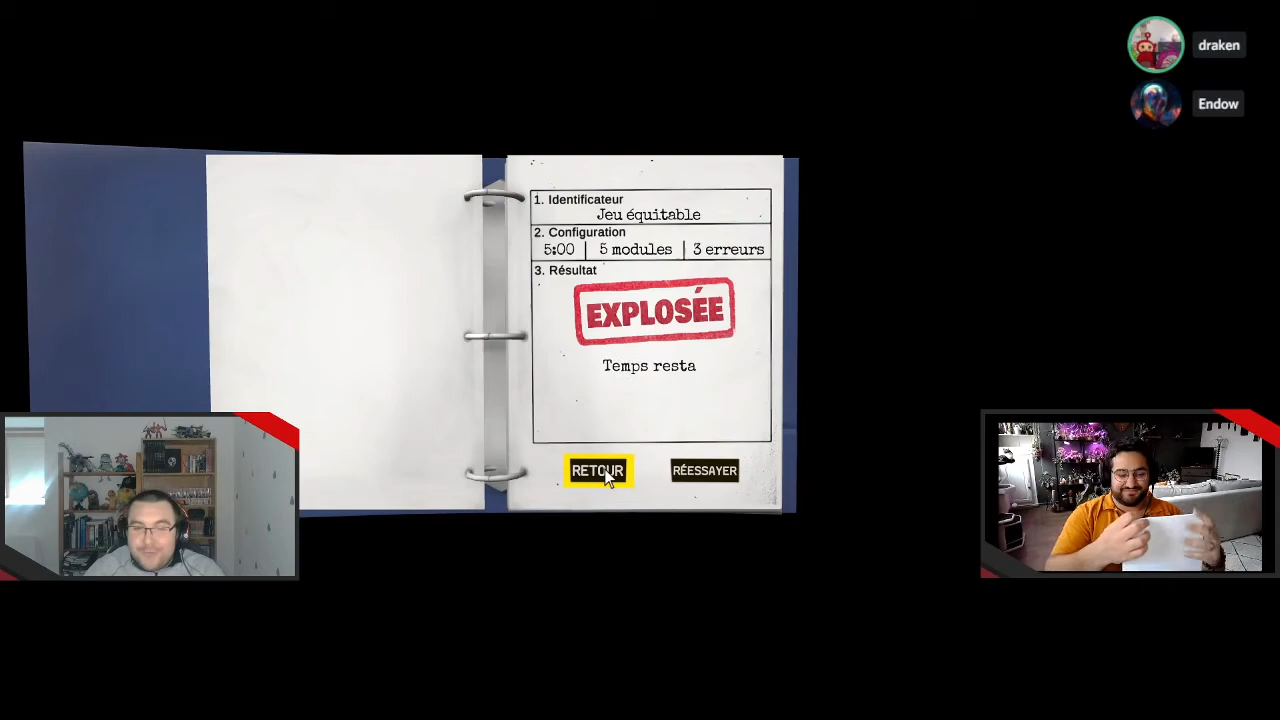 draken
Endow
1. Identificateur
Jeu équitable
2. Configuration
5:00 | 5 modules | 3 erreurs
3. Résultat
EXPLOSÉE
Temps resta
RETOUR
RÉESSAYER